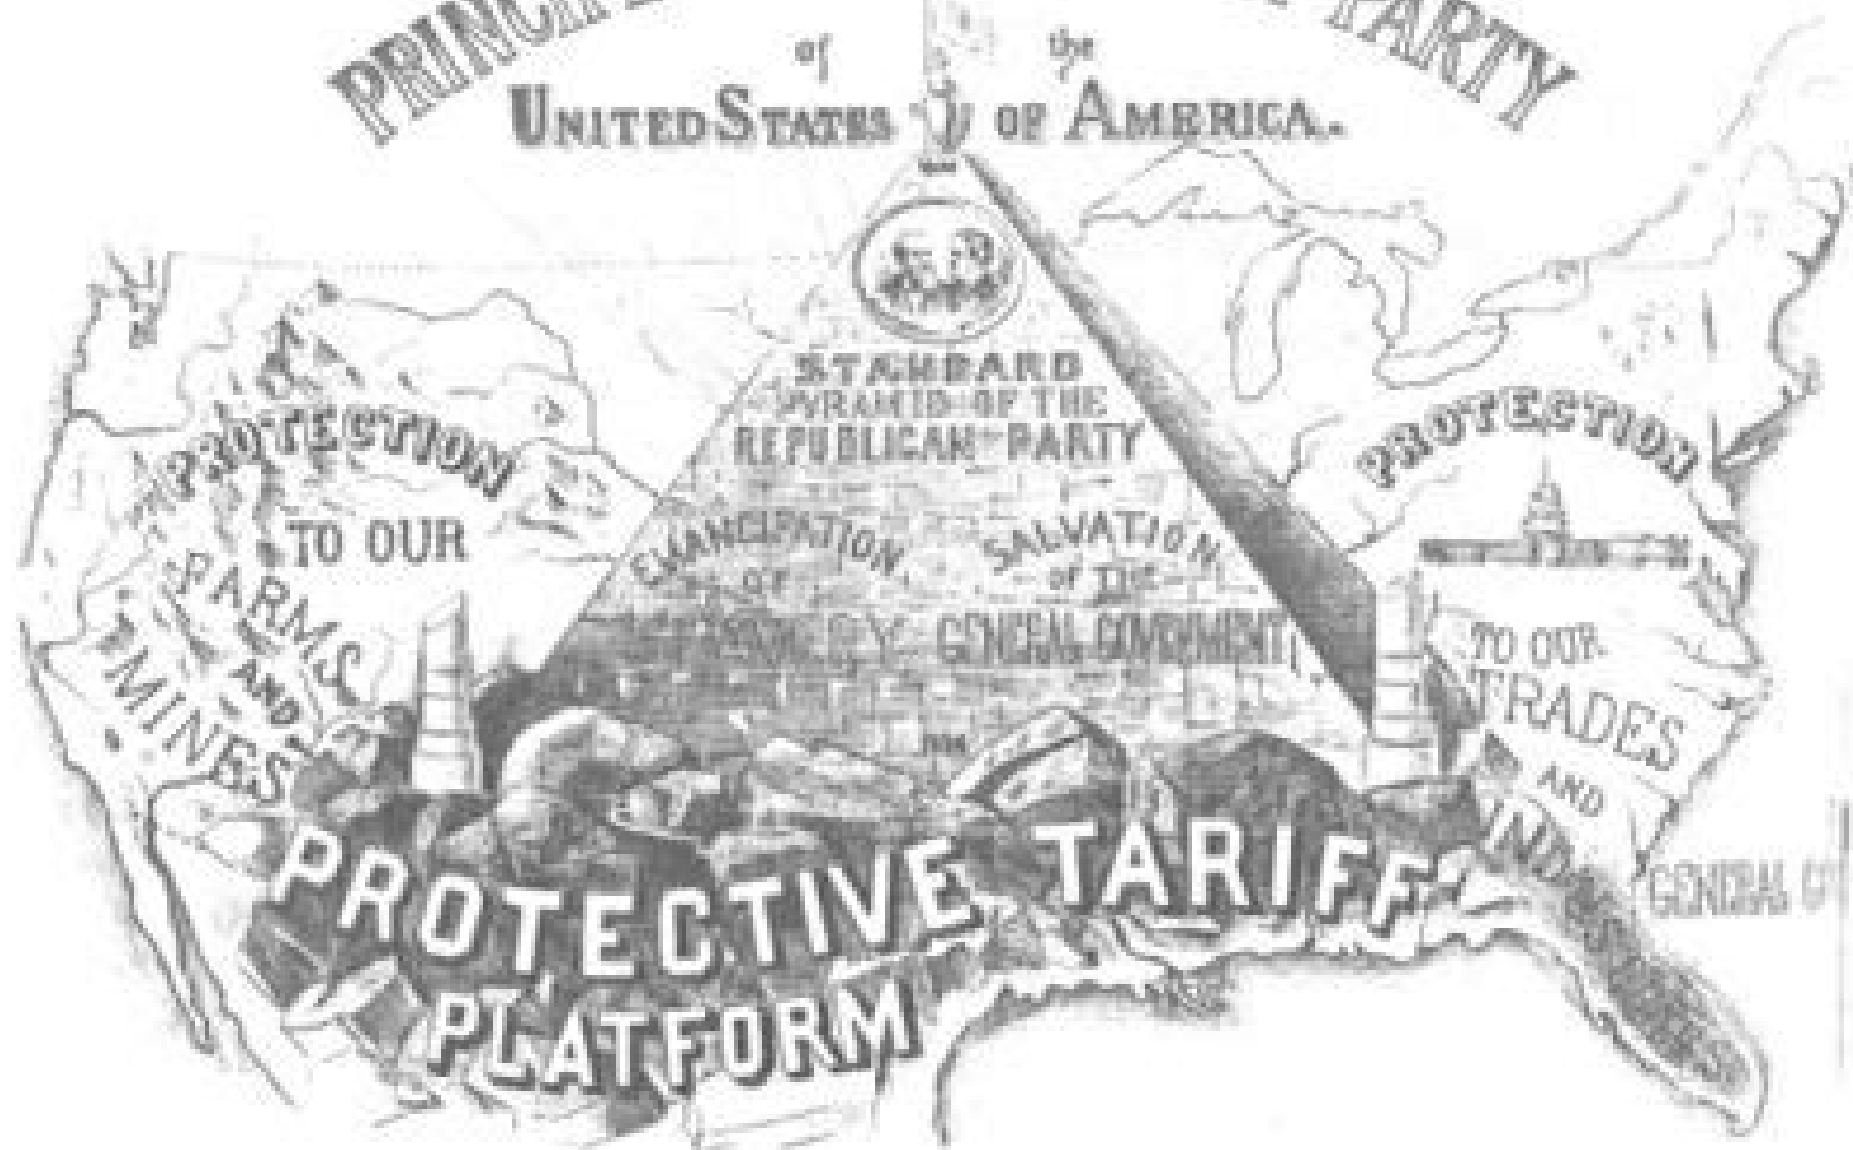 PARTY
of the
UNITED STATES OF AMERICA.
STANDARD
PYRAMID OF THE
REPUBLICAN PARTY
PROTECTION
TO OUR
FARMS
AND
MINES
EMANCIPATION
OF
SALVATION
OF THE
GENERAL GOVERNMENT
PROTECTION
TO OUR
TRADES
AND
GENERAL
PROTECTIVE TARIFF
PLATFORM